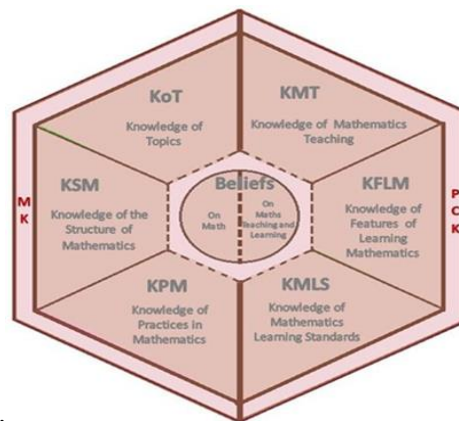 KoT
Knowledge of
Topics
KMT
Knowledge of Mathematics
Teaching
MK
KSM
Knowledge of the
Structure of
Mathematics
Beliefs
On
Math
On
Maths
Teaching and
Learning
KFLM
Knowledge of
Features of
Learning
Mathematics
PCK
KPM
Knowledge of
Practices in
Mathematics
KMLS
Knowledge of
Mathematics
Learning Standards